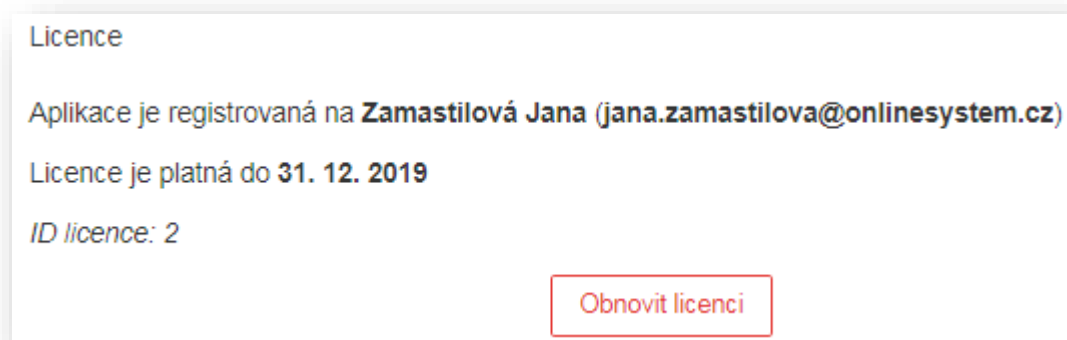 Licence
Aplikace je registrovaná na Zamastilová Jana (jana.zamastilova@onlinesystem.cz)
Licence je platná do 31. 12. 2019
ID licence: 2
Obnovit licenci